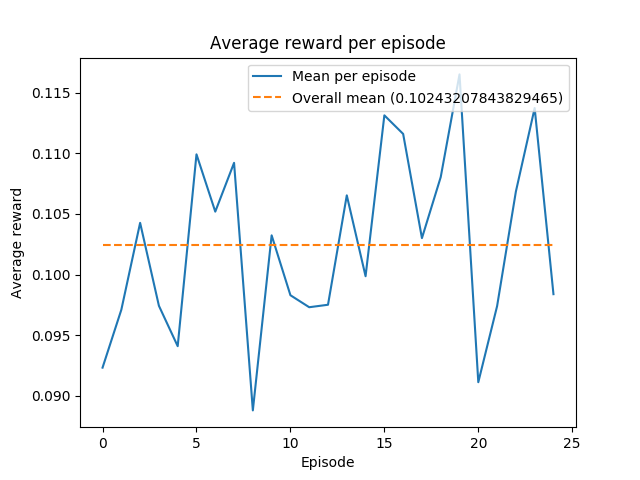 Average reward per episode
Mean per episode
Overall mean (0.10243207843829465)
0.115
0.110
0.105
0.100
0.095
0.090
Average reward
0 5 10 15 20 25
Episode